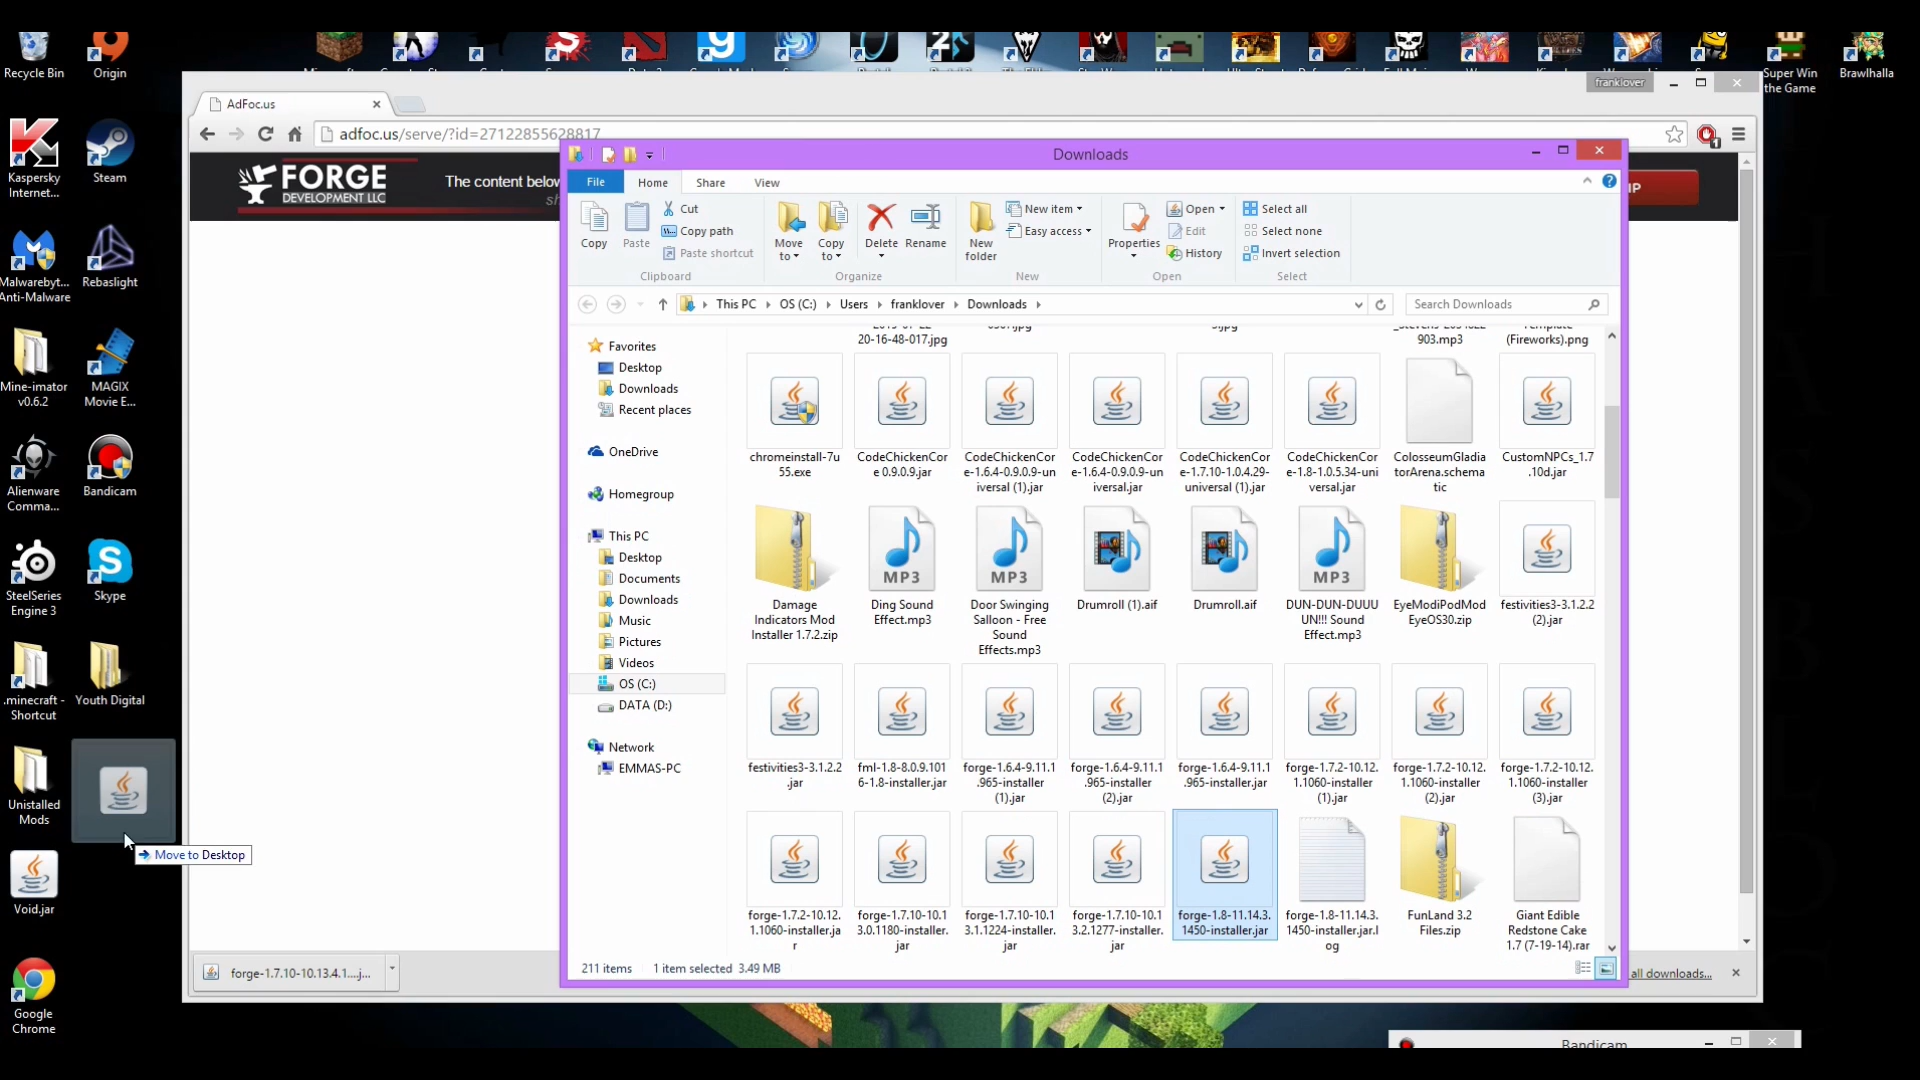 Recycle Bin
Origin
Super Win
the Game
Brawlhalla
franklover
AdFoc.us
adfoc.us/serve/?id=27122855628817
Kaspersky
Internet...
Steam
FORGE
DEVELOPMENT LLC
The content below
Malwarebyt...
Anti-Malware
Rebaslight
Mine-imator
v0.6.2
MAGIX
Movie E...
Alienware
Comma...
Bandicam
SteelSeries
Engine 3
Skype
.minecraft -
Shortcut
Youth Digital
Unistalled
Mods
Move to Desktop
Void.jar
Google
Chrome
Downloads
File
Home
Share
View
Copy
Paste
Cut
Copy path
Paste shortcut
Clipboard
Move
to
Copy
to
Delete
Rename
Organize
New
folder
New item
Easy access
New
Properties
Open
Edit
History
Open
Select all
Select none
Invert selection
Select
This PC
OS (C:)
Users
franklover
Downloads
Search Downloads
Favorites
Desktop
Downloads
Recent places
OneDrive
Homegroup
This PC
Desktop
Documents
Downloads
Music
Pictures
Videos
OS (C:)
DATA (D:)
Network
EMMAS-PC
20-16-48-017.jpg
903.mp3
(Fireworks).png
chromeinstall-7u
55.exe
CodeChickenCor
e 0.9.0.9.jar
CodeChickenCor
e-1.6.4-0.9.0.9-un
iversal (1).jar
CodeChickenCor
e-1.6.4-0.9.0.9-un
iversal.jar
CodeChickenCor
e-1.7.10-1.0.4.29-
universal (1).jar
CodeChickenCor
e-1.8-1.0.5.34-uni
versal.jar
ColosseumGladia
torArena.schema
tic
CustomNPCs_1.7
.10d.jar
MP3
MP3
MP3
Damage
Indicators Mod
Installer 1.7.2.zip
Ding Sound
Effect.mp3
Door Swinging
Salloon - Free
Sound
Effects.mp3
Drumroll (1).aif
Drumroll.aif
DUN-DUN-DUUU
UN!!! Sound
Effect.mp3
EyeModiPodMod
EyeOS30.zip
festivities3-3.1.2.2
(2).jar
festivities3-3.1.2.2
.jar
fml-1.8-8.0.9.101
6-1.8-installer.jar
forge-1.6.4-9.11.1
.965-installer
(1).jar
forge-1.6.4-9.11.1
.965-installer
(2).jar
forge-1.6.4-9.11.1
.965-installer.jar
forge-1.7.2-10.12.
1.1060-installer
(1).jar
forge-1.7.2-10.12.
1.1060-installer
(2).jar
forge-1.7.2-10.12.
1.1060-installer
(3).jar
forge-1.7.2-10.12.
1.1060-installer.ja
r
forge-1.7.10-10.1
3.0.1180-installer.
jar
forge-1.7.10-10.1
3.1.1224-installer.
jar
forge-1.7.10-10.1
3.2.1277-installer.
jar
forge-1.8-11.14.3.
1450-installer.jar
forge-1.8-11.14.3.
1450-installer.jar.l
og
FunLand 3.2
Files.zip
Giant Edible
Redstone Cake
1.7 (7-19-14).rar
211 items
1 item selected 3.49 MB
forge-1.7.10-10.13.4.1....j...
all downloads...
Bandicam